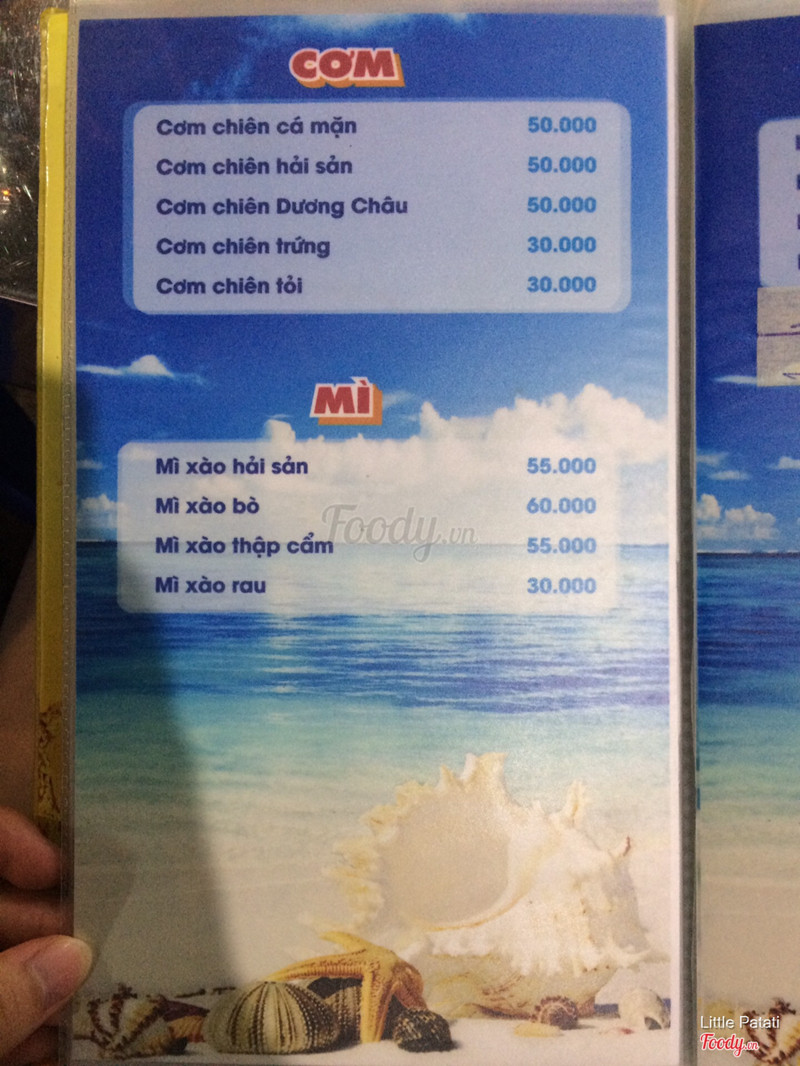 CƠM
Cơm chiên cá mặn 50.000
Cơm chiên hải sản 50.000
Cơm chiên Dương Châu 50.000
Cơm chiên trứng 30.000
Cơm chiên tỏi 30.000
MÌ
Mì xào hải sản 55.000
Mì xào bò 60.000
Foody.vn
Mì xào thập cẩm 55.000
Mì xào rau 30.000
Little Patati
Foody.vn